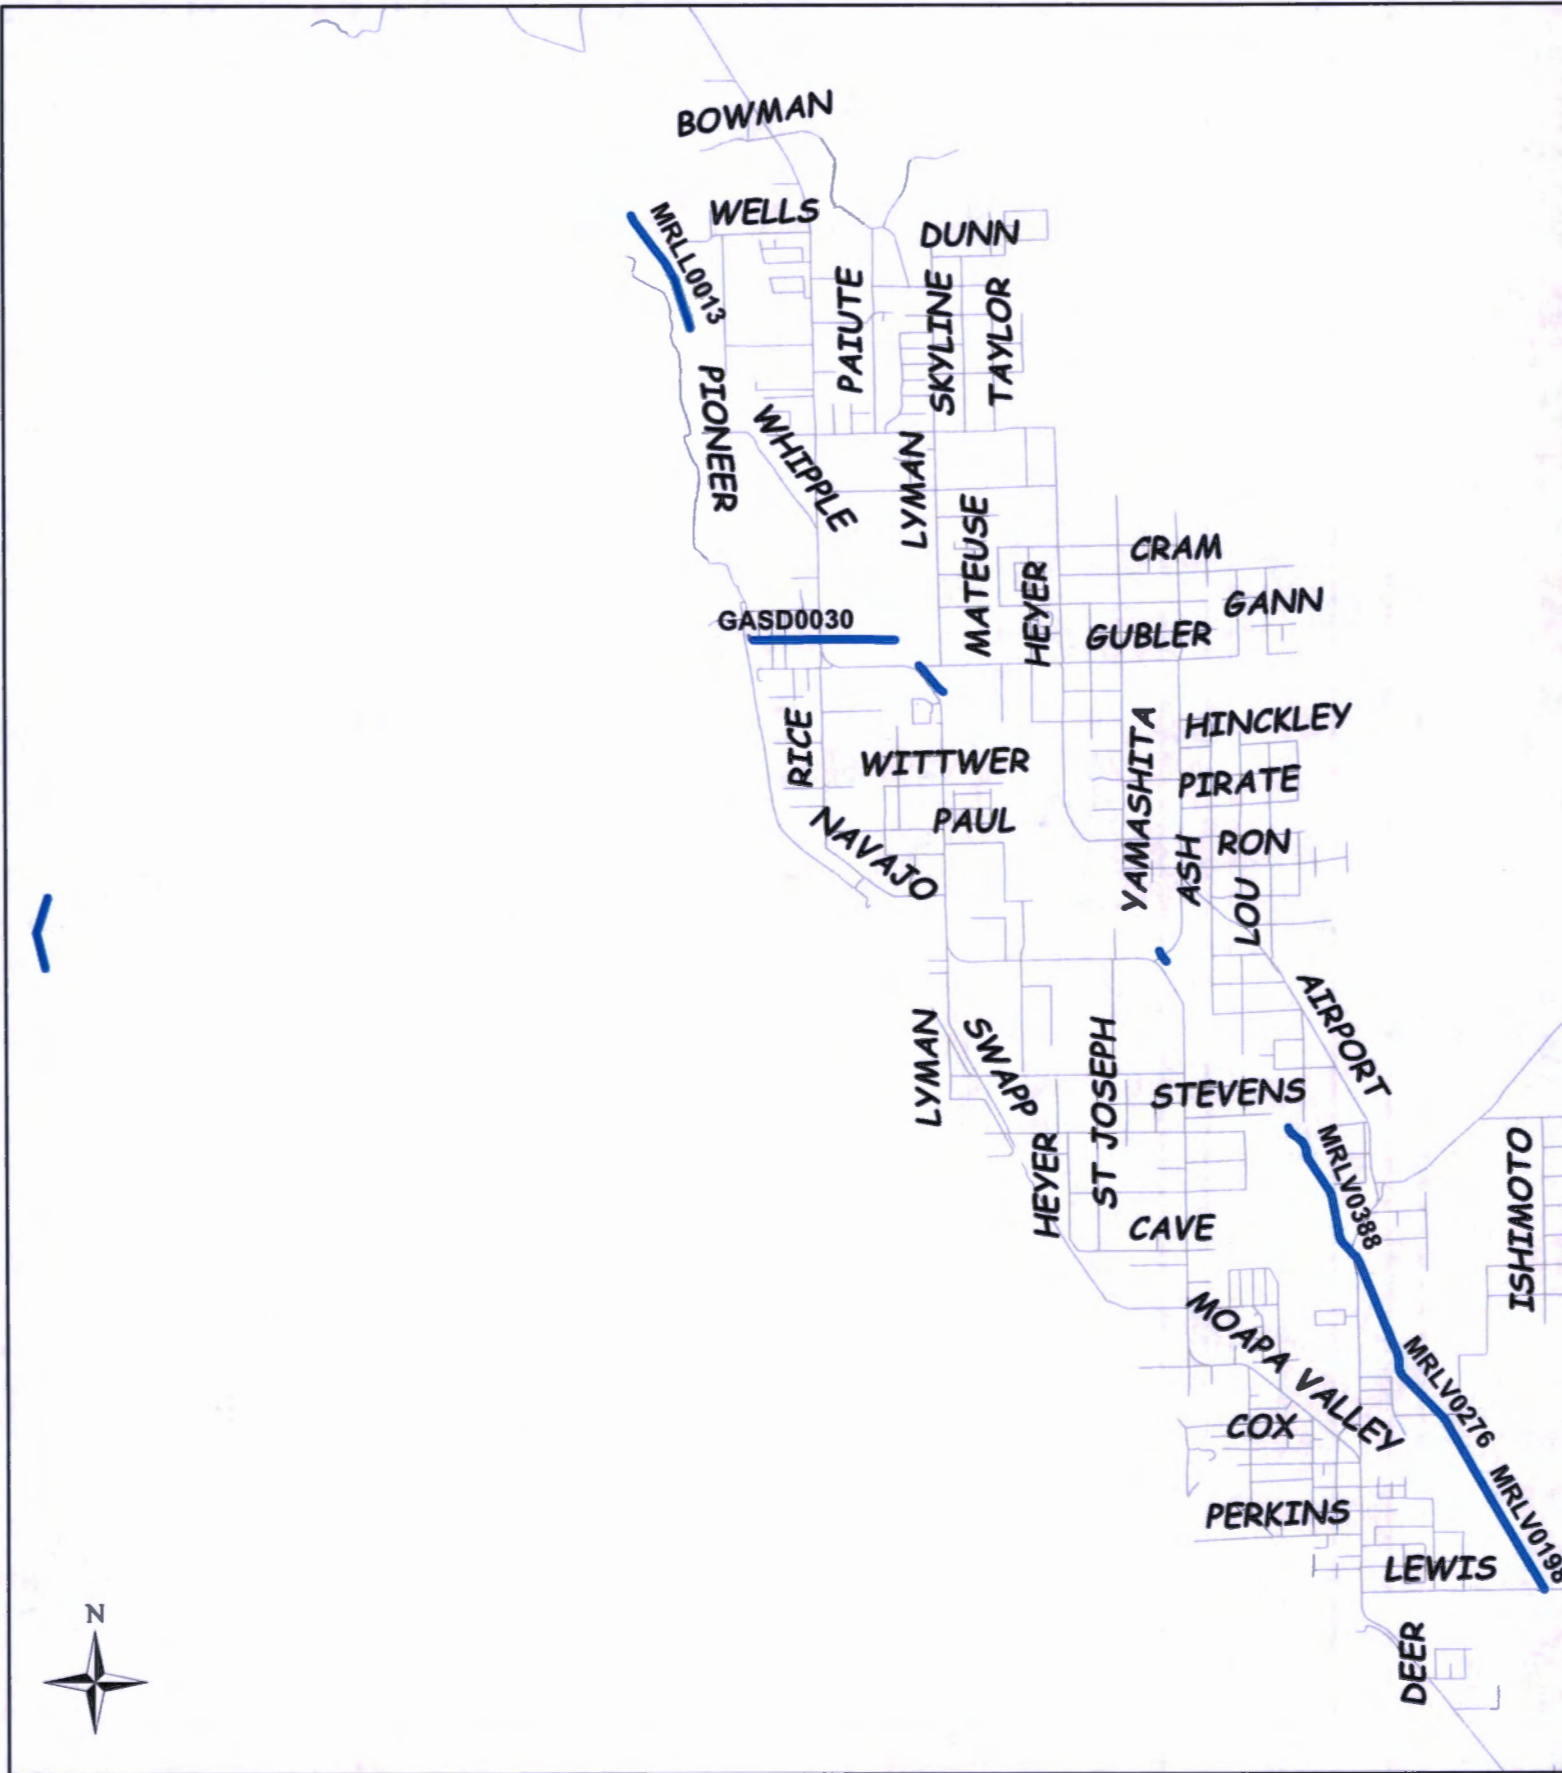 BOWMAN
WELLS
MRLL0013
DUNN
PAIUTE
SKYLINE
TAYLOR
PIONEER
WHIPPLE
LYMAN
MATEUSE
HEYER
CRAM
GANN
GUBLER
GASD0030
RICE
WITTWER
PAUL
NAVAJO
YAMASHITA
HINCKLEY
PIRATE
RON
ASH
LOU
AIRPORT
LYMAN
SWAPP
ST JOSEPH
STEVENS
HEYER
CAVE
MRLV0388
ISHIMOTO
MOAPA VALLEY
MRLV0276
COX
MRLV0198
PERKINS
LEWIS
DEER
N